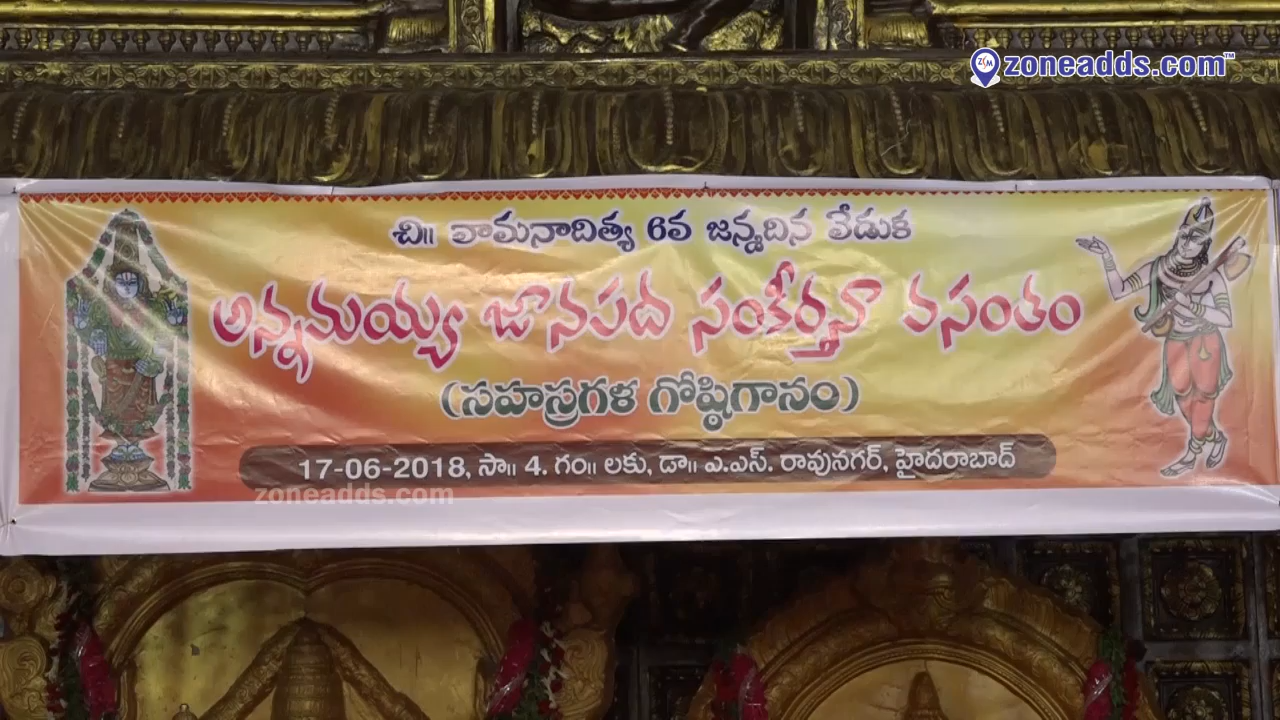 zoneadds.com™
చి॥ వామనాదిత్య 6వ జన్మదిన వేడుక
అన్నమయ్య జానపద సంకీర్తనా వసంతం
(సహస్రగళ గోష్ఠిగానం)
17-06-2018, సా॥ 4. గం॥ లకు, డా॥ ఎ.ఎస్. రావునగర్, హైదరాబాద్
zoneadds.com